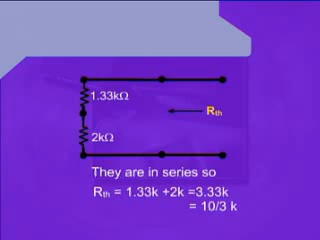 1.33kΩ
Rth
2kΩ
They are in series so
Rth = 1.33k +2k =3.33k
= 10/3 k